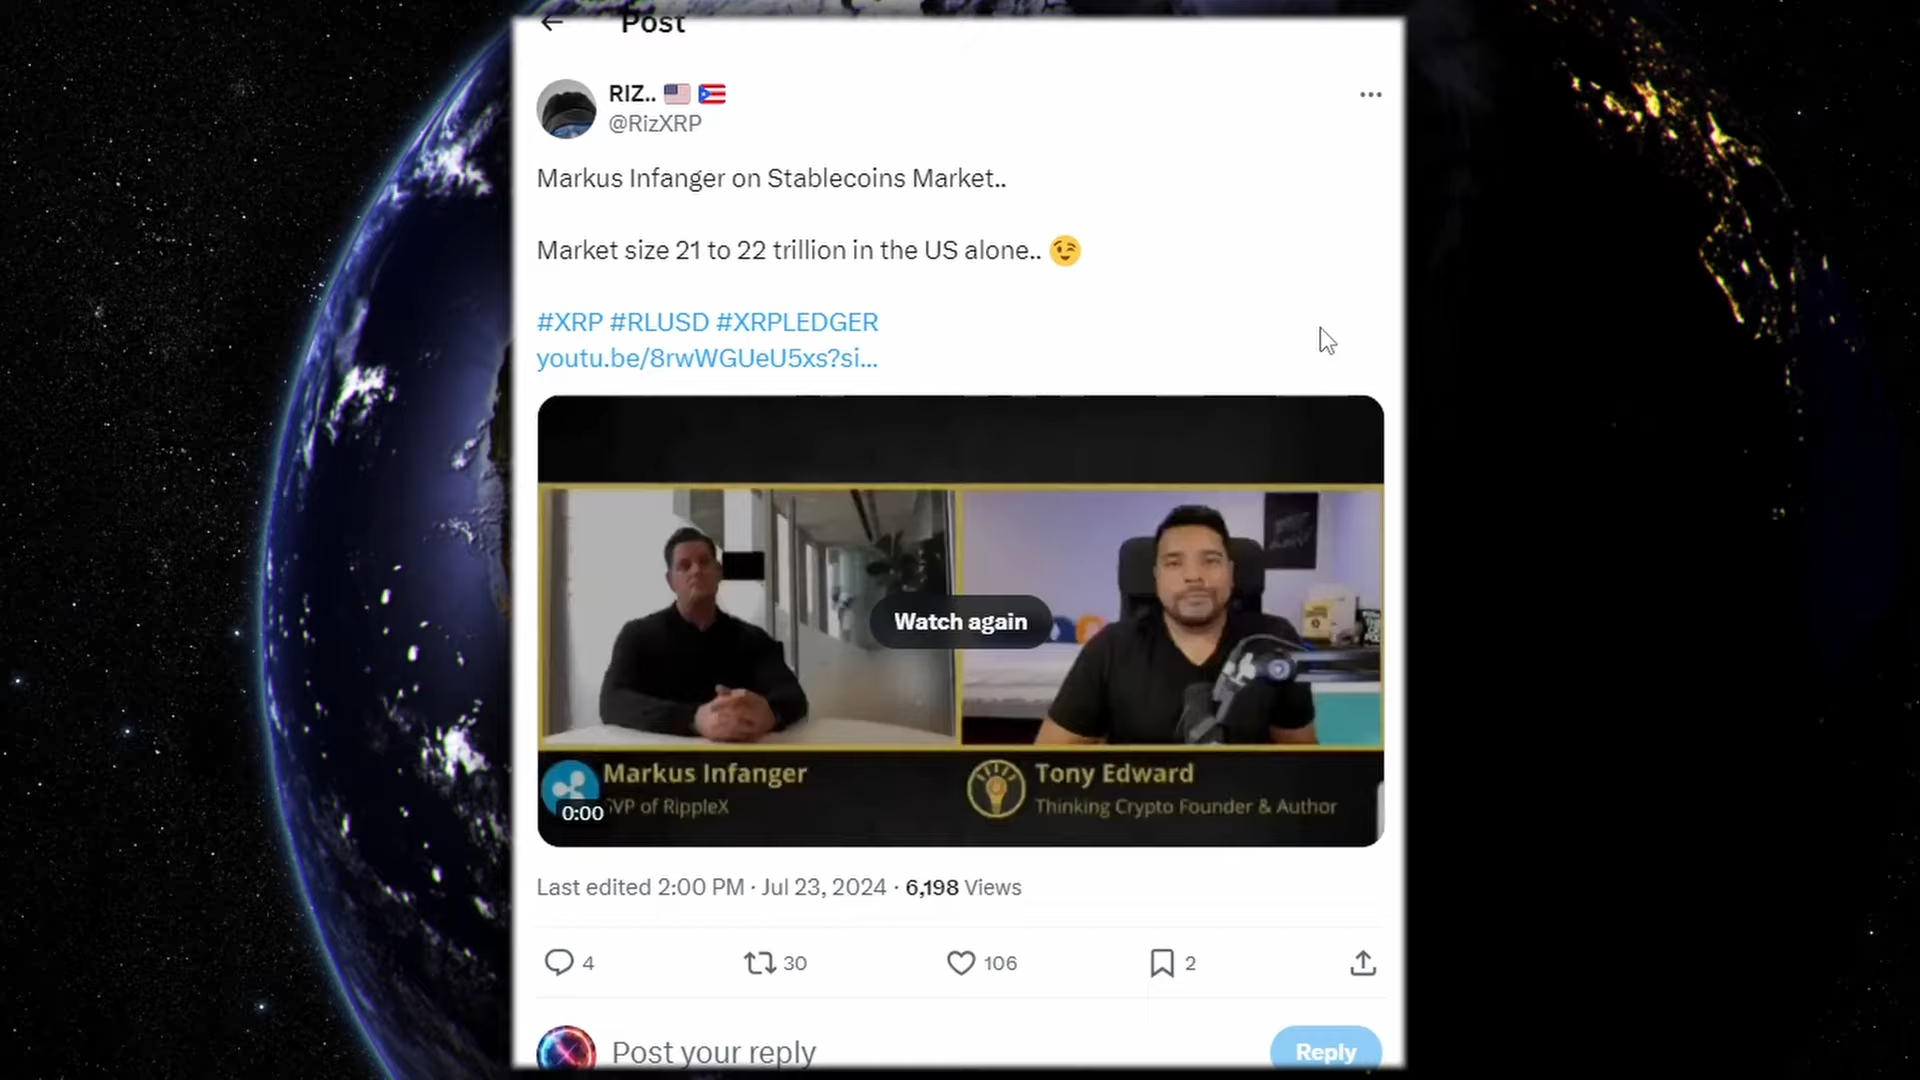 Post
RIZ..
@RizXRP
Markus Infanger on Stablecoins Market..
Market size 21 to 22 trillion in the US alone.. 😉
#XRP #RLUSD #XRPLEDGER
youtu.be/8rwWGUeU5xs?si...
Watch again
Markus Infanger
SVP of RippleX
0:00
Tony Edward
Thinking Crypto Founder & Author
Last edited 2:00 PM · Jul 23, 2024 · 6,198 Views
4 30 106 2
Post your reply
Reply